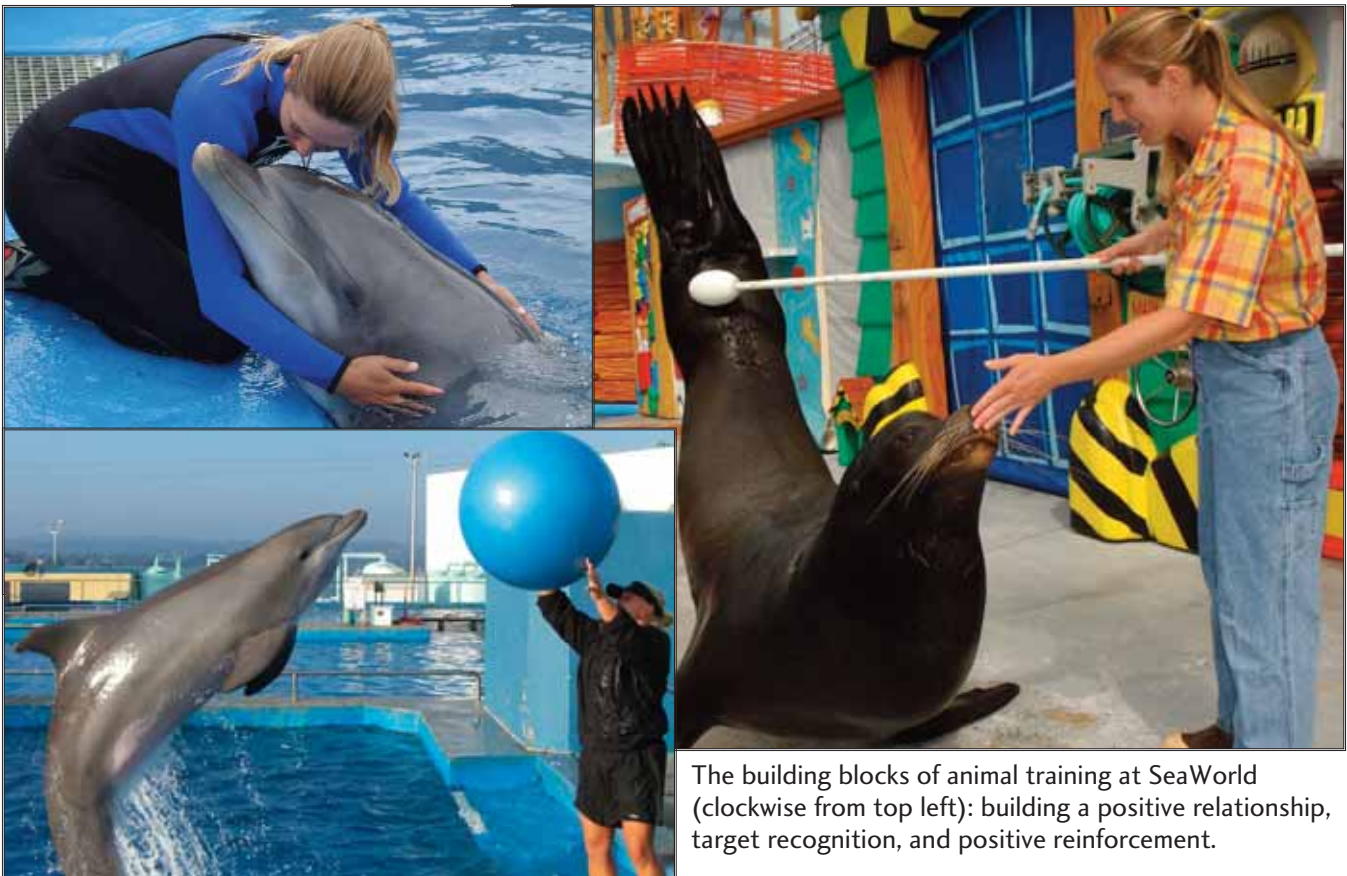 The building blocks of animal training at SeaWorld
(clockwise from top left): building a positive relationship,
target recognition, and positive reinforcement.